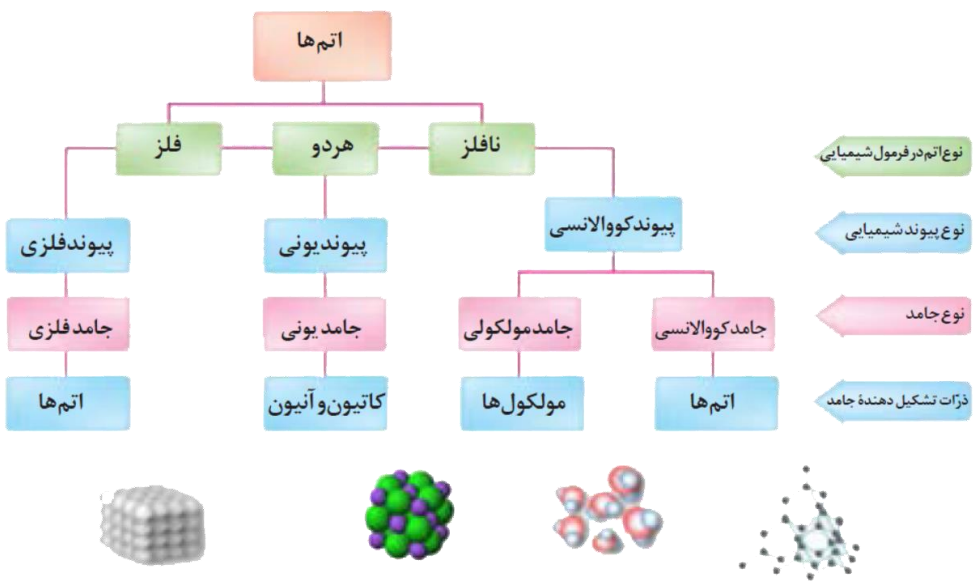 اتم‌ها
نافلز
هردو
فلز
نوع اتم در فرمول شیمیایی
پیوند کووالانسی
پیوند یونی
پیوند فلزی
نوع پیوند شیمیایی
جامد کووالانسی
جامد مولکولی
جامد یونی
جامد فلزی
نوع جامد
اتم‌ها
مولکول‌ها
کاتیون و آنیون
اتم‌ها
ذرّات تشکیل دهندهٔ جامد